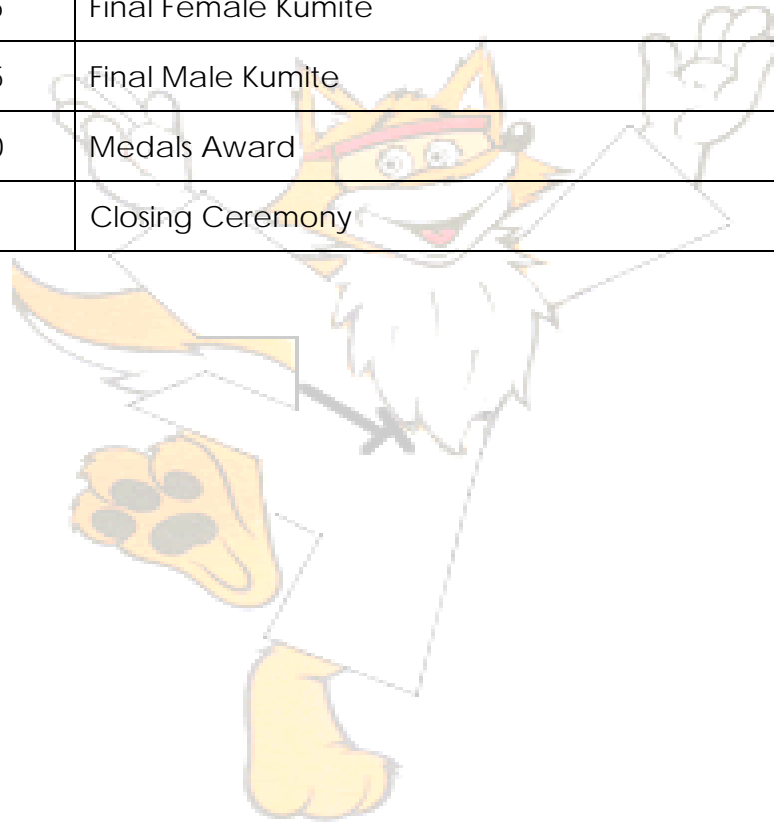 Final Female Kumite
Final Male Kumite
Medals Award
Closing Ceremony